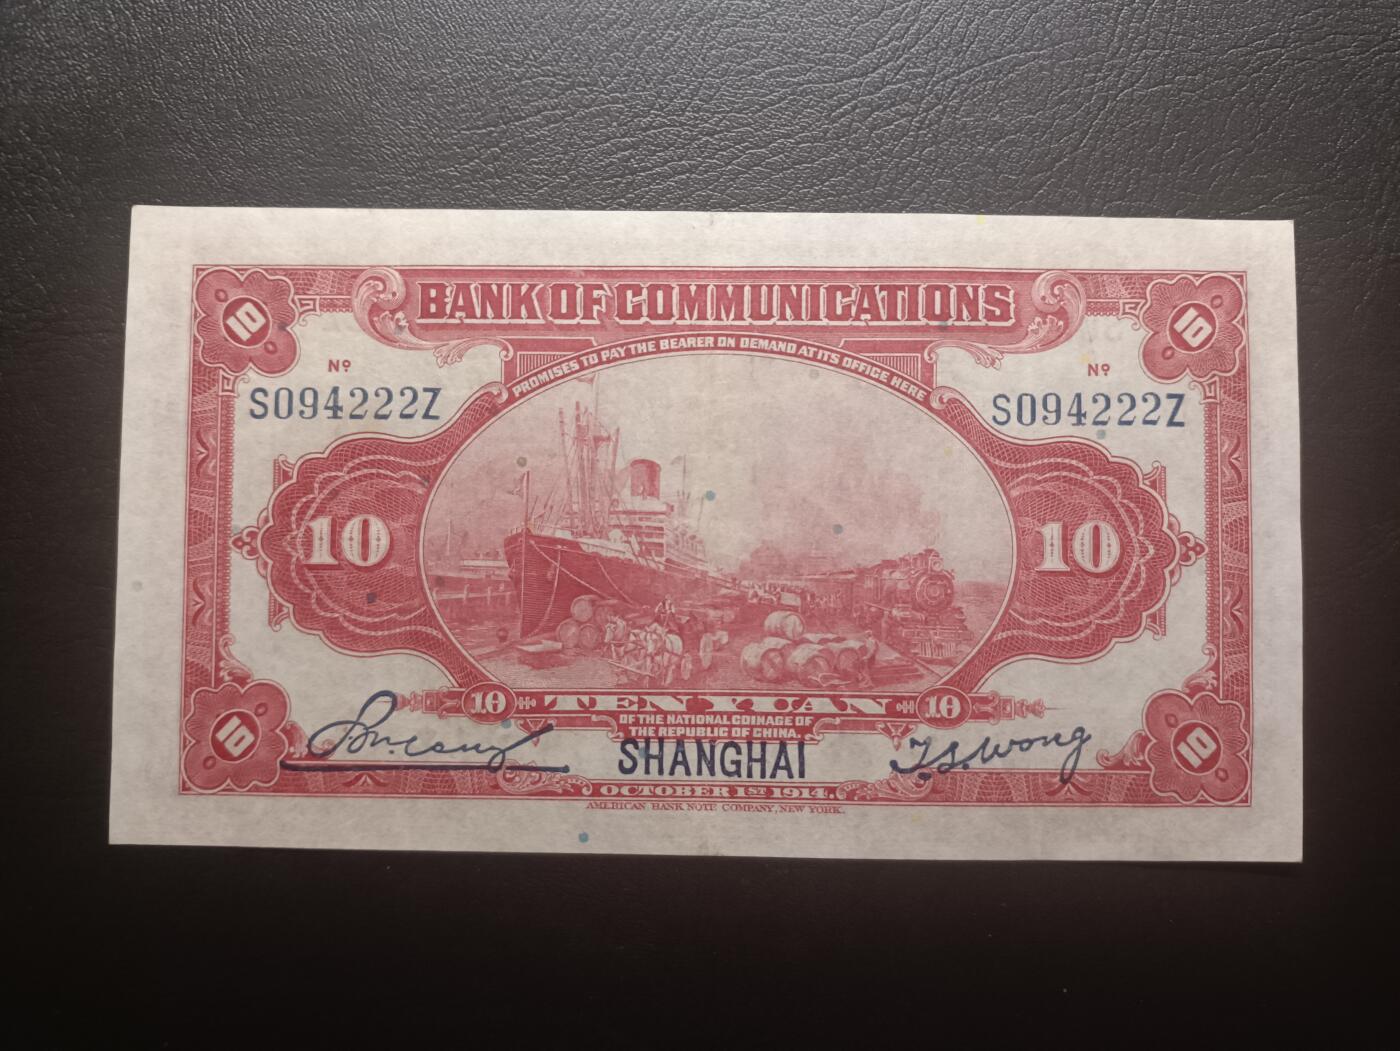 10 BANK OF COMMUNICATIONS 10
PROMISES TO PAY THE BEARER ON DEMAND AT ITS OFFICE HERE
Nº Nº
S094222Z S094222Z
10 10
10 TEN YUAN 10
OF THE NATIONAL COINAGE OF
THE REPUBLIC OF CHINA.
T.S. Wong
10 SHANGHAI 10
OCTOBER 1ST 1914.
AMERICAN BANK NOTE COMPANY, NEW YORK.